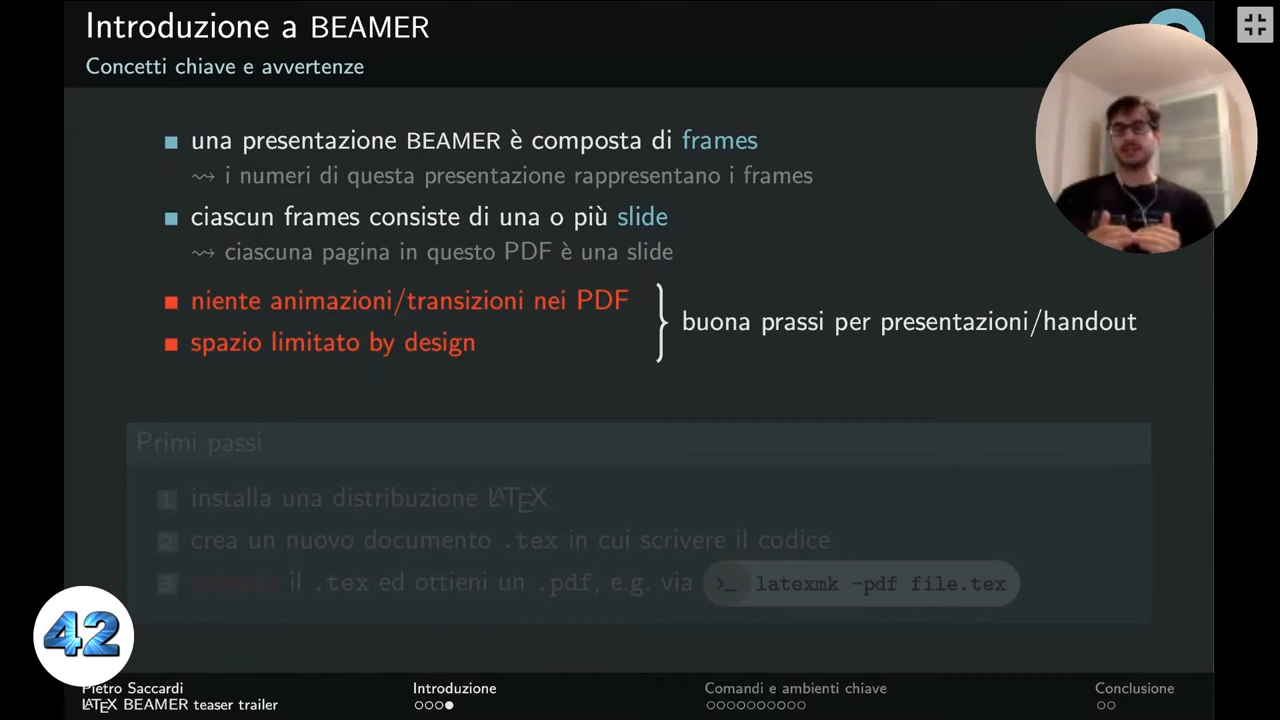 Introduzione a BEAMER
Concetti chiave e avvertenze
una presentazione BEAMER è composta di frames
⇝ i numeri di questa presentazione rappresentano i frames
ciascun frames consiste di una o più slide
⇝ ciascuna pagina in questo PDF è una slide
niente animazioni/transizioni nei PDF
spazio limitato by design
buona prassi per presentazioni/handout
Primi passi
1 installa una distribuzione LATEX
2 crea un nuovo documento .tex in cui scrivere il codice
3 il .tex ed ottieni un .pdf, e.g. via >_ latexmk -pdf file.tex
42
Pietro Saccardi
LATEX BEAMER teaser trailer
Introduzione
Comandi e ambienti chiave
Conclusione